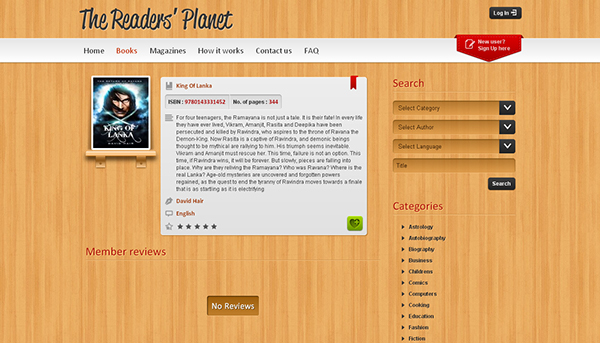 The Readers' Planet
Log In
Home Books Magazines How it works Contact us FAQ
New user?
Sign Up here
KING OF
LANKA
DAVID HAIR
King Of Lanka
ISBN : 9780143331452 No. of pages : 344
For four teenagers, the Ramayana is not just a tale. It is their fate! In every life
they have ever lived, Vikram, Amanjit, Rasita and Deepika have been
persecuted and killed by Ravindra, who aspires to the throne of Ravana the
Demon-King. Now Rasita is a captive of Ravindra, and demonic beings
thought to be mythical are rallying to him. His triumph seems inevitable.
Vikram and Amanjit must rescue her. This time, failure is not an option. This
time, if Ravindra wins, it will be forever. But slowly, pieces are falling into
place. Why are they reliving the Ramayana? Who was Ravana? Where is the
real Lanka? Age-old mysteries are uncovered and forgotten powers
regained, as the quest to end the tyranny of Ravindra moves towards a finale
that is as startling as it is electrifying.
David Hair
English
Member reviews
No Reviews
Search
Select Category
Select Author
Select Language
Title
Search
Categories
Astrology
Autobiography
Biography
Business
Childrens
Comics
Computers
Cooking
Education
Fashion
Fiction